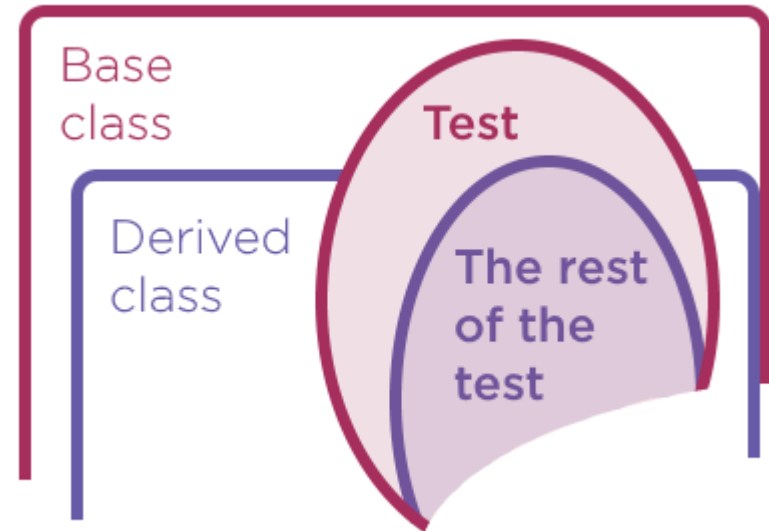 Base
class
Test
Derived
class
The rest
of the
test